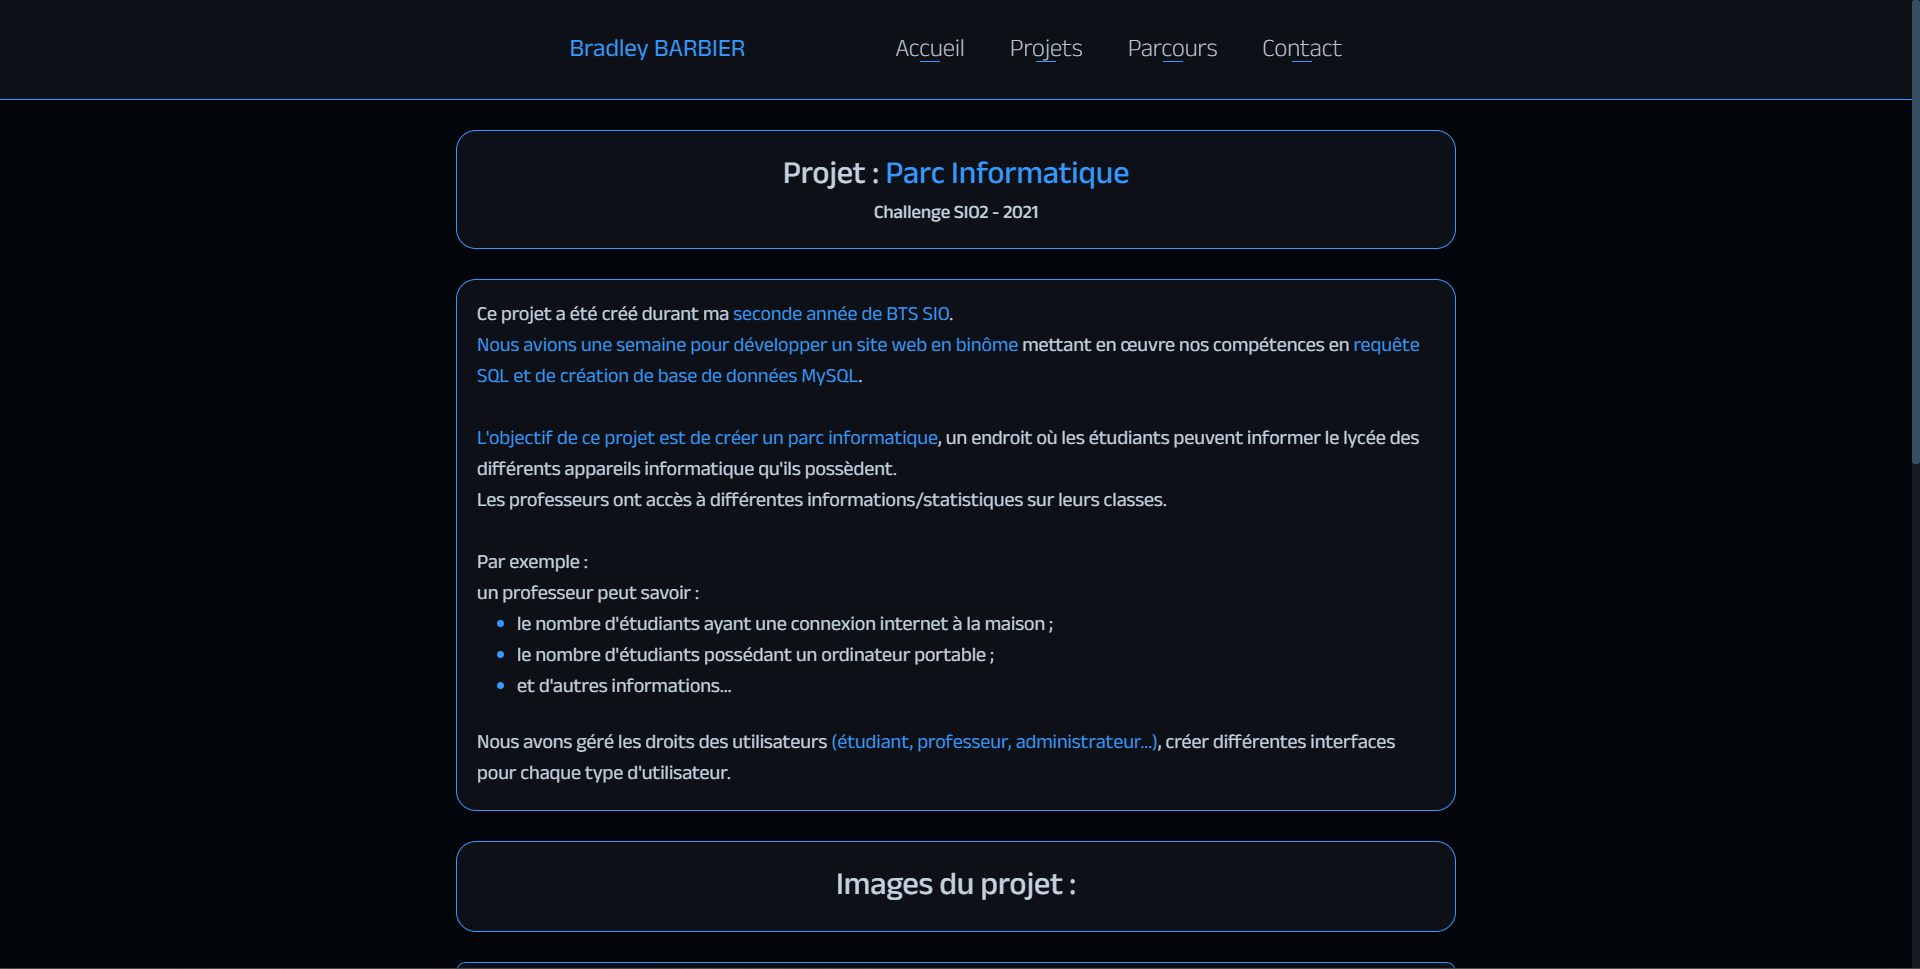 Bradley BARBIER
Accueil
Projets
Parcours
Contact
Projet : Parc Informatique
Challenge SIO2 - 2021
Ce projet a été créé durant ma seconde année de BTS SIO.
Nous avions une semaine pour développer un site web en binôme mettant en œuvre nos compétences en requête
SQL et de création de base de données MySQL.
L'objectif de ce projet est de créer un parc informatique, un endroit où les étudiants peuvent informer le lycée des
différents appareils informatique qu'ils possèdent.
Les professeurs ont accès à différentes informations/statistiques sur leurs classes.
Par exemple :
un professeur peut savoir :
le nombre d'étudiants ayant une connexion internet à la maison ;
le nombre d'étudiants possédant un ordinateur portable ;
et d'autres informations...
Nous avons géré les droits des utilisateurs (étudiant, professeur, administrateur...), créer différentes interfaces
pour chaque type d'utilisateur.
Images du projet :